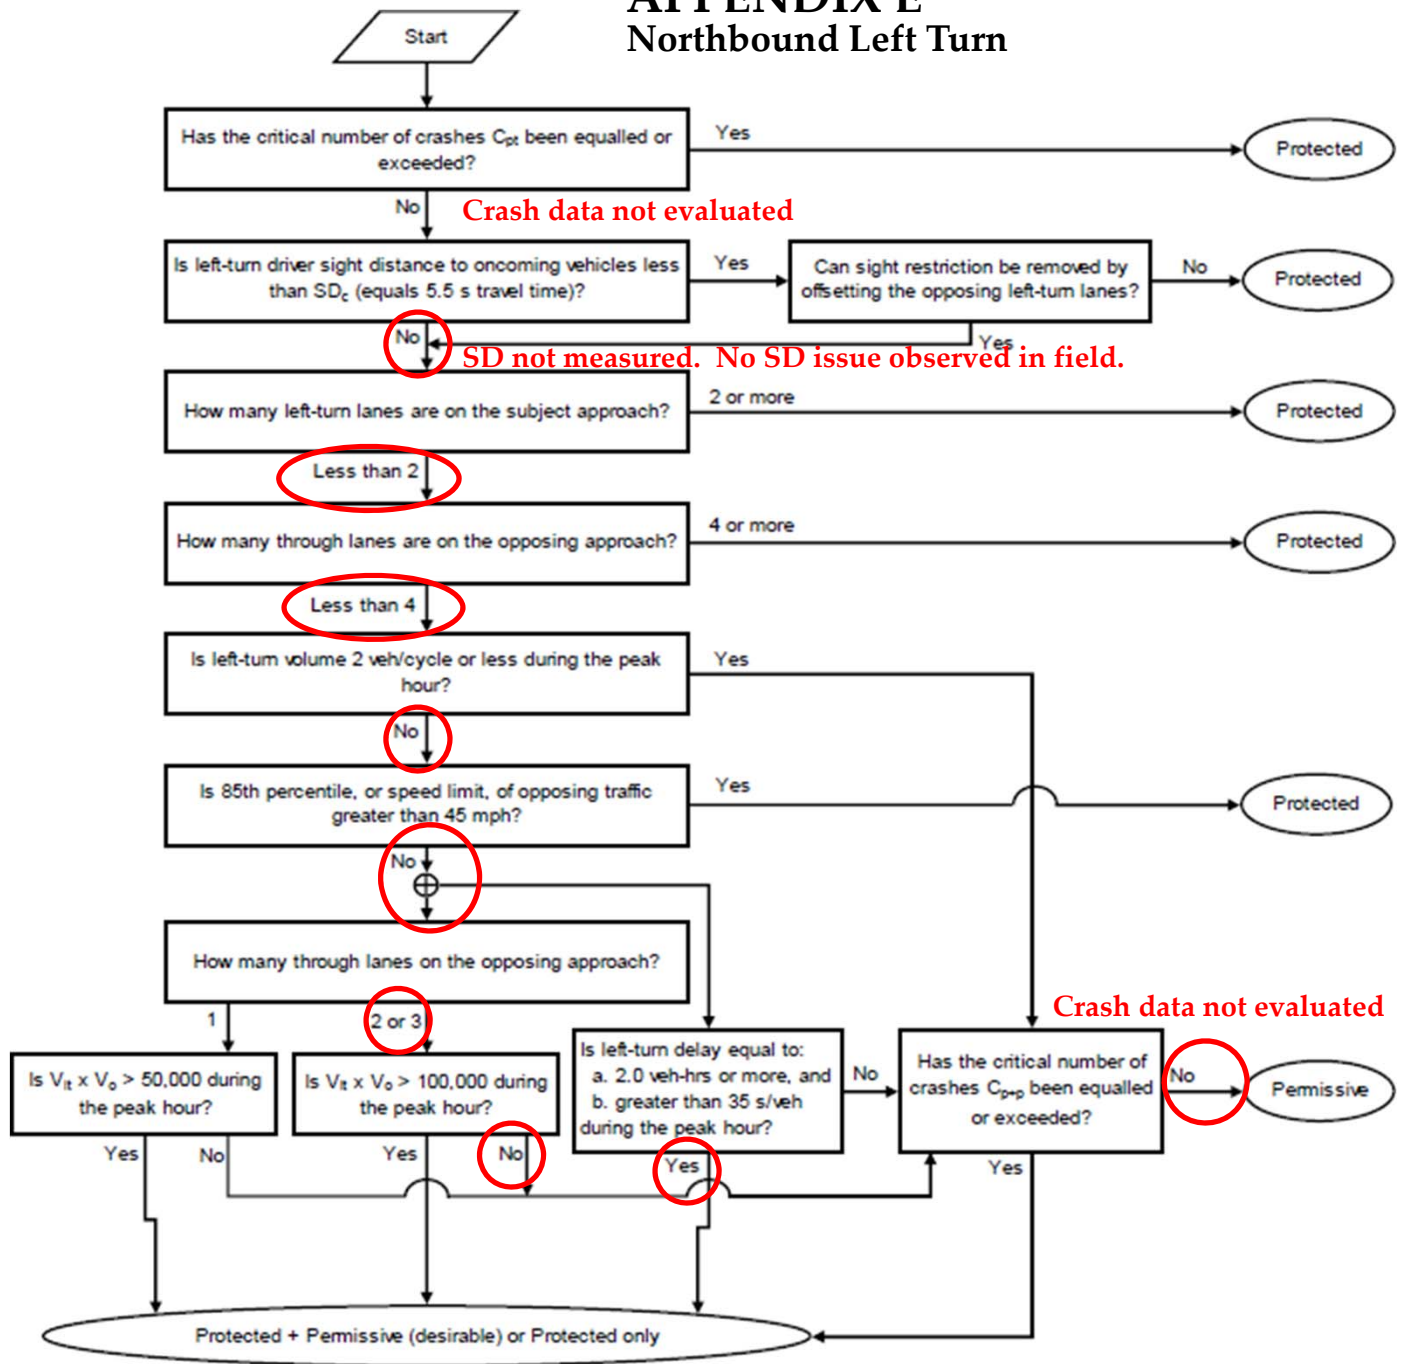 APPENDIX E
Northbound Left Turn
Start
Has the critical number of crashes Cpt been equalled or
exceeded?
Yes
Protected
No
Crash data not evaluated
Is left-turn driver sight distance to oncoming vehicles less
than SDc (equals 5.5 s travel time)?
Yes
Can sight restriction be removed by
offsetting the opposing left-turn lanes?
No
Protected
No
Yes
SD not measured. No SD issue observed in field.
How many left-turn lanes are on the subject approach?
2 or more
Protected
Less than 2
How many through lanes are on the opposing approach?
4 or more
Protected
Less than 4
Is left-turn volume 2 veh/cycle or less during the peak
hour?
Yes
No
Is 85th percentile, or speed limit, of opposing traffic
greater than 45 mph?
Yes
Protected
No
How many through lanes on the opposing approach?
1
2 or 3
Crash data not evaluated
Is Vlt x Vo > 50,000 during
the peak hour?
Is Vlt x Vo > 100,000 during
the peak hour?
Is left-turn delay equal to:
a. 2.0 veh-hrs or more, and
b. greater than 35 s/veh
during the peak hour?
No
Has the critical number of
crashes Cp+p been equalled
or exceeded?
No
Permissive
Yes
No
Yes
No
Yes
Yes
Protected + Permissive (desirable) or Protected only